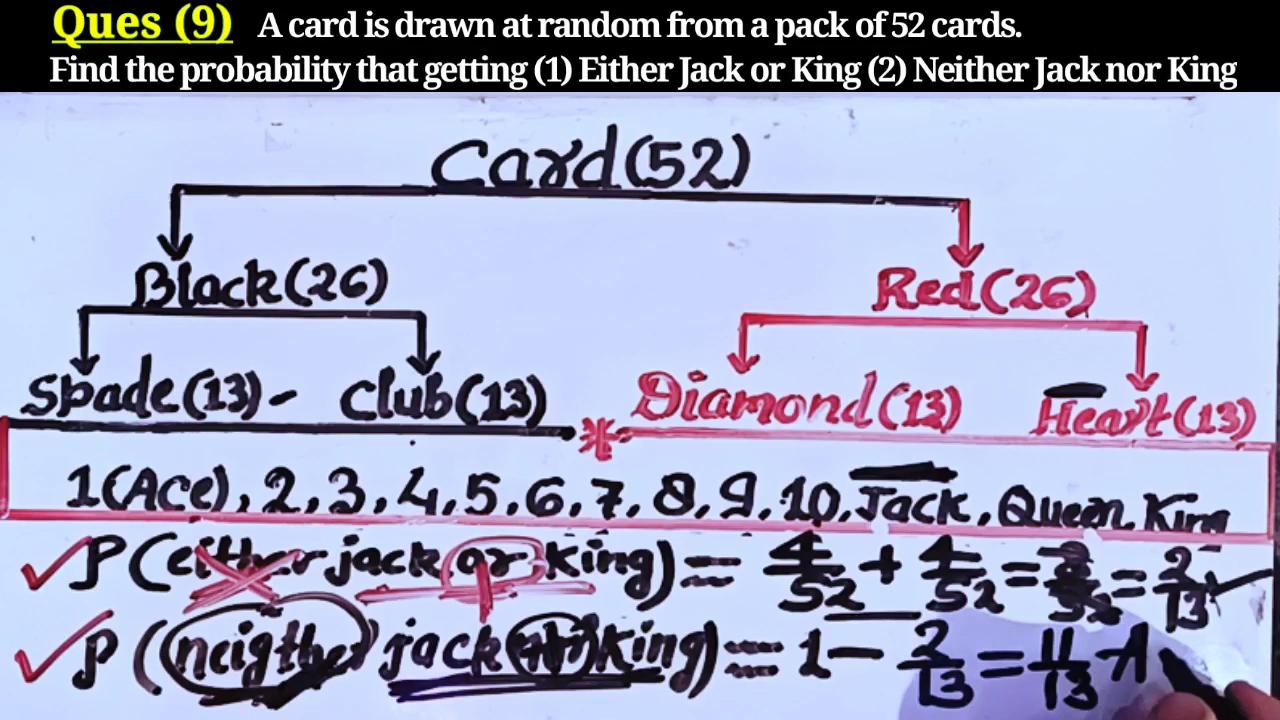 Ques (9) A card is drawn at random from a pack of 52 cards.
Find the probability that getting (1) Either Jack or King (2) Neither Jack nor King
Card(52)
Black(26) Red(26)
Spade(13)- Club(13) Diamond(13) Heart(13)
1(Ace), 2, 3, 4, 5, 6, 7, 8, 9, 10, Jack, Queen, King
P(either jack or king) = 4/52 + 4/52 = 8/52 = 2/13
P(neigther jack nor king) = 1 - 2/13 = 11/13 A